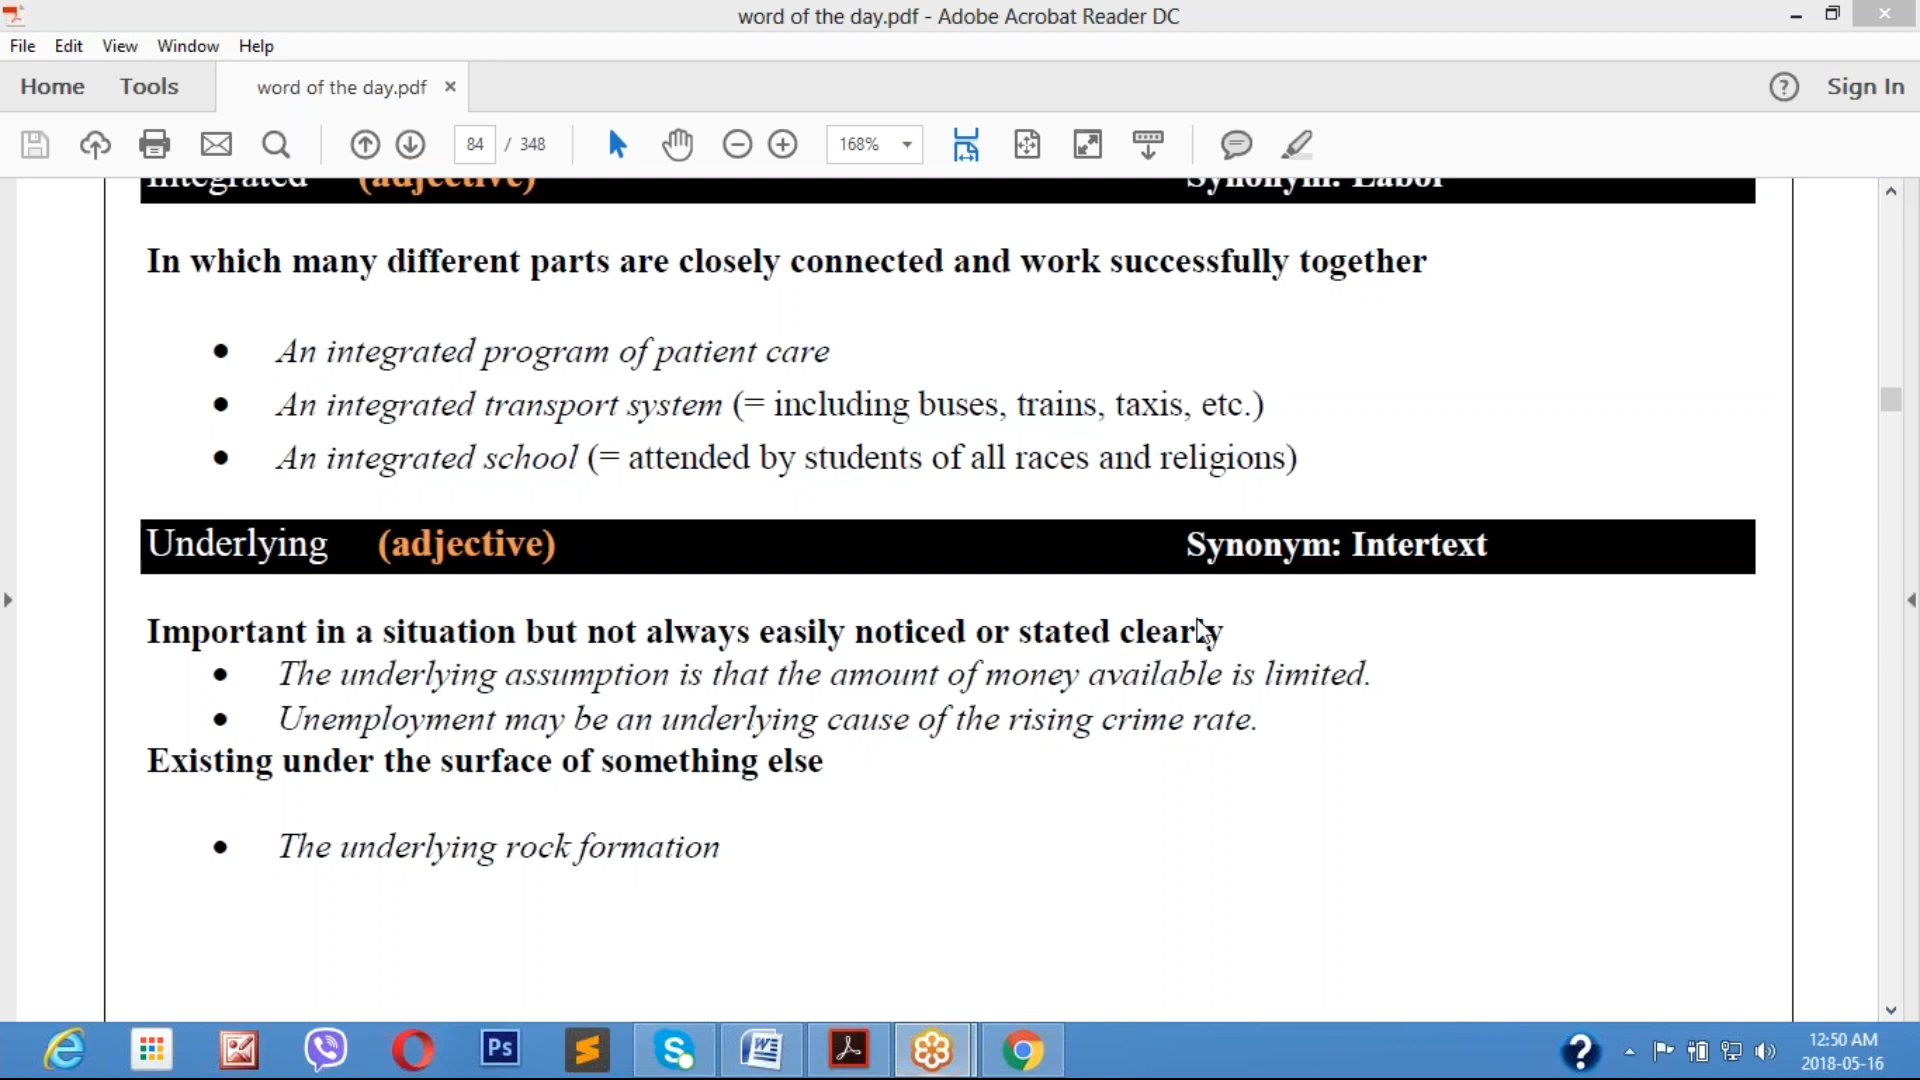 word of the day.pdf - Adobe Acrobat Reader DC
File Edit View Window Help
Home Tools word of the day.pdf × Sign In
84 / 348 168%
Integrated (adjective) Synonym: Labor
In which many different parts are closely connected and work successfully together
• An integrated program of patient care
• An integrated transport system (= including buses, trains, taxis, etc.)
• An integrated school (= attended by students of all races and religions)
Underlying (adjective) Synonym: Intertext
Important in a situation but not always easily noticed or stated clearly
• The underlying assumption is that the amount of money available is limited.
• Unemployment may be an underlying cause of the rising crime rate.
Existing under the surface of something else
• The underlying rock formation
Ps
12:50 AM
2018-05-16